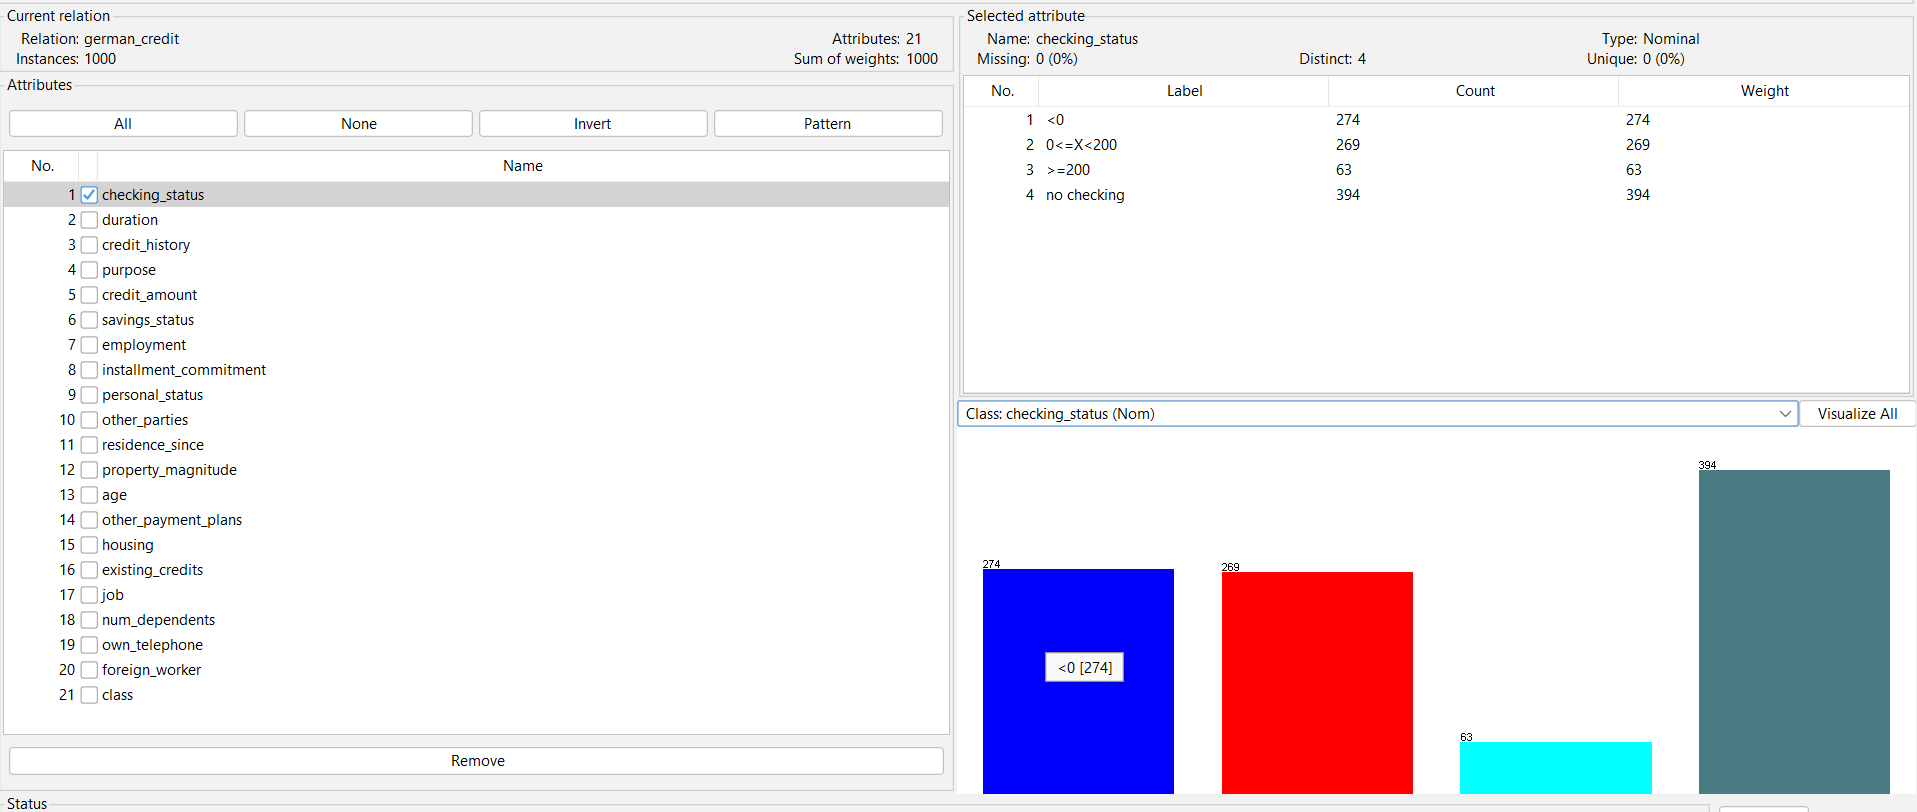 Current relation
Relation: german_credit
Attributes: 21
Instances: 1000
Sum of weights: 1000
Attributes
All
None
Invert
Pattern
No.
Name
1 checking_status
2 duration
3 credit_history
4 purpose
5 credit_amount
6 savings_status
7 employment
8 installment_commitment
9 personal_status
10 other_parties
11 residence_since
12 property_magnitude
13 age
14 other_payment_plans
15 housing
16 existing_credits
17 job
18 num_dependents
19 own_telephone
20 foreign_worker
21 class
Remove
Status
Selected attribute
Name: checking_status
Type: Nominal
Missing: 0 (0%)
Distinct: 4
Unique: 0 (0%)
No. Label Count Weight
1 <0 274 274
2 0<=X<200 269 269
3 >=200 63 63
4 no checking 394 394
Class: checking_status (Nom)
Visualize All
394
274
269
<0 [274]
63